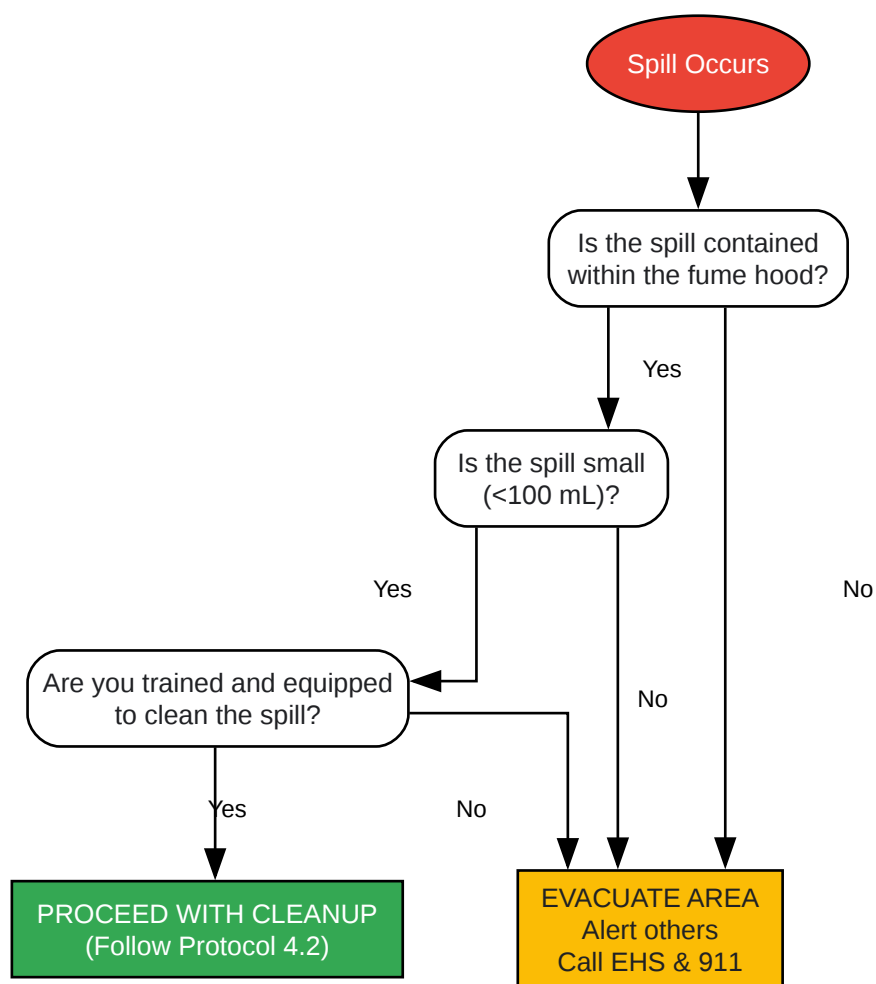 Spill Occurs
Is the spill contained
within the fume hood?
Yes
Is the spill small
(<100 mL)?
Yes
No
Are you trained and equipped
to clean the spill?
No
Yes
No
PROCEED WITH CLEANUP
(Follow Protocol 4.2)
EVACUATE AREA
Alert others
Call EHS & 911